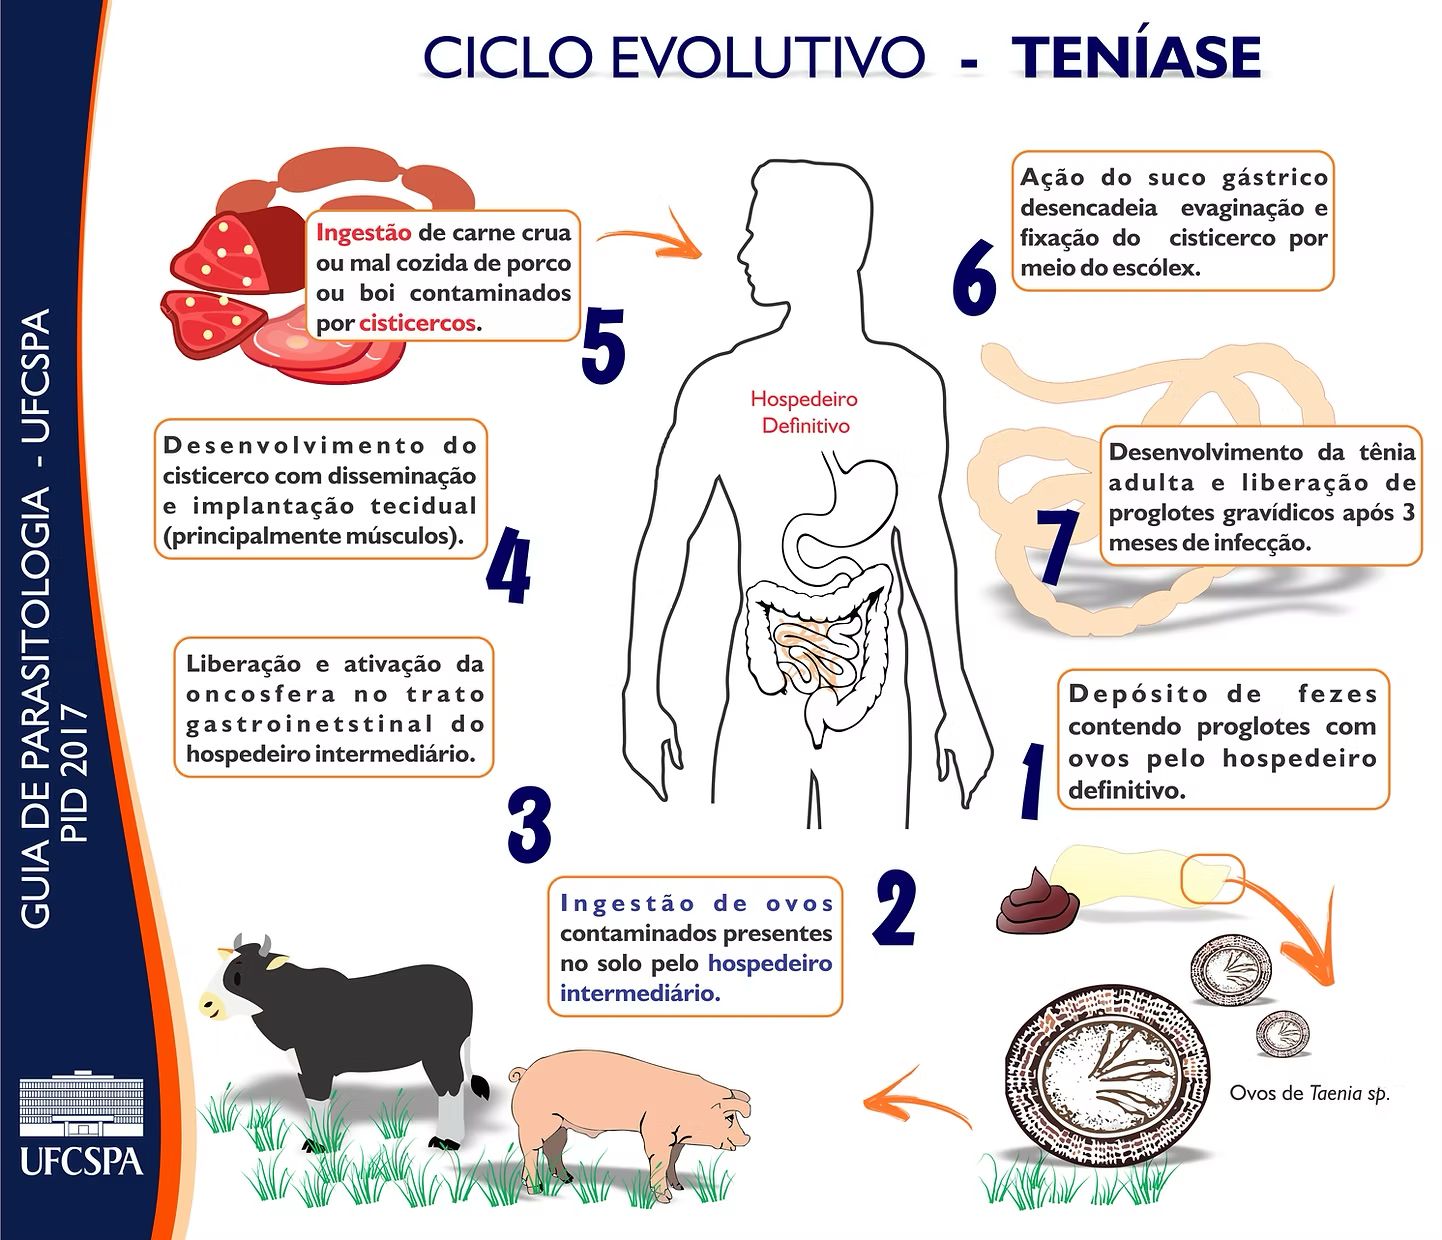 CICLO EVOLUTIVO - TENÍASE
Ingestão de carne crua
ou mal cozida de porco
ou boi contaminados
por cisticercos.
5
Ação do suco gástrico
desencadeia evaginação e
fixação do cisticerco por
meio do escólex.
6
Hospedeiro
Definitivo
Desenvolvimento do
cisticerco com disseminação
e implantação tecidual
(principalmente músculos).
4
Desenvolvimento da tênia
adulta e liberação de
proglotes gravídicos após 3
meses de infecção.
7
Liberação e ativação da
oncosfera no trato
gastroinetstinal do
hospedeiro intermediário.
3
Depósito de fezes
contendo proglotes com
ovos pelo hospedeiro
definitivo.
1
Ingestão de ovos
contaminados presentes
no solo pelo hospedeiro
intermediário.
2
Ovos de Taenia sp.
GUIA DE PARASITOLOGIA - UFCSPA
PID 2017
UFCSPA